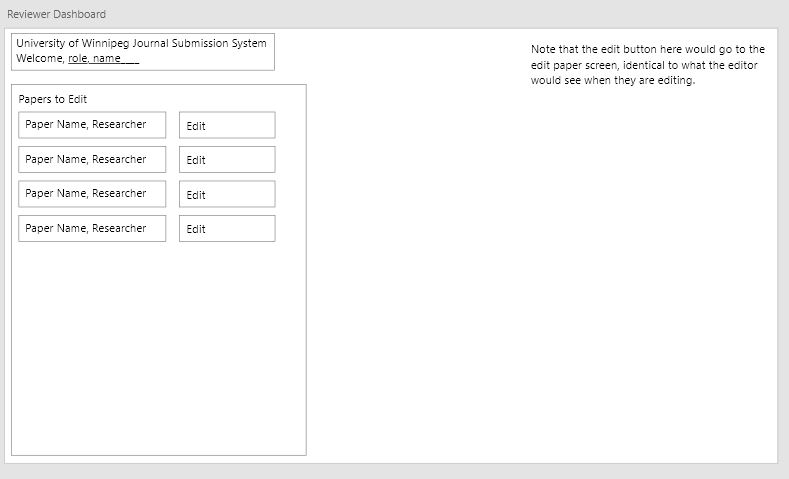 Reviewer Dashboard
University of Winnipeg Journal Submission System
Welcome, role, name____
Note that the edit button here would go to the
edit paper screen, identical to what the editor
would see when they are editing.
Papers to Edit
Paper Name, Researcher Edit
Paper Name, Researcher Edit
Paper Name, Researcher Edit
Paper Name, Researcher Edit